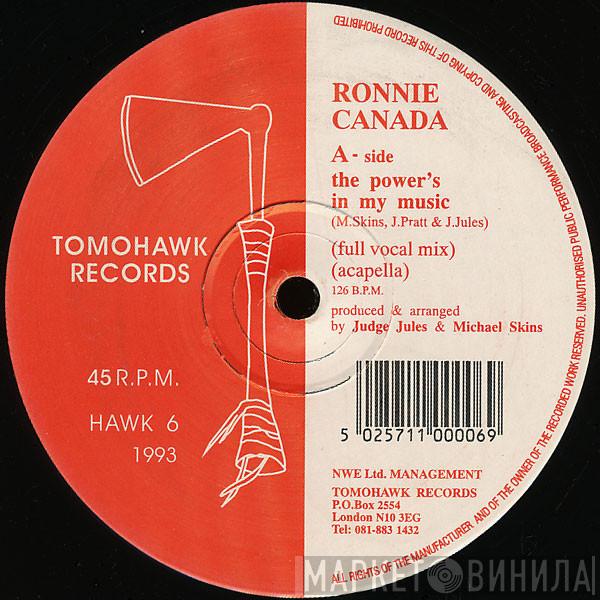 TOMOHAWK
RECORDS
45 R.P.M.
HAWK 6
1993
RONNIE
CANADA
A - side
the power's
in my music
(M.Skins, J.Pratt & J.Jules)
(full vocal mix)
(acapella)
126 B.P.M.
produced & arranged
by Judge Jules & Michael Skins
5 025711 000069
NWE Ltd. MANAGEMENT
TOMOHAWK RECORDS
P.O.Box 2554
London N10 3EG
Tel: 081-883 1432
ALL RIGHTS OF THE MANUFACTURER AND OF THE OWNER OF THE RECORDED WORK RESERVED. UNAUTHORISED PUBLIC PERFORMANCE BROADCASTING AND COPYING OF THIS RECORD PROHIBITED
МАРКЕТ ВИНИЛА